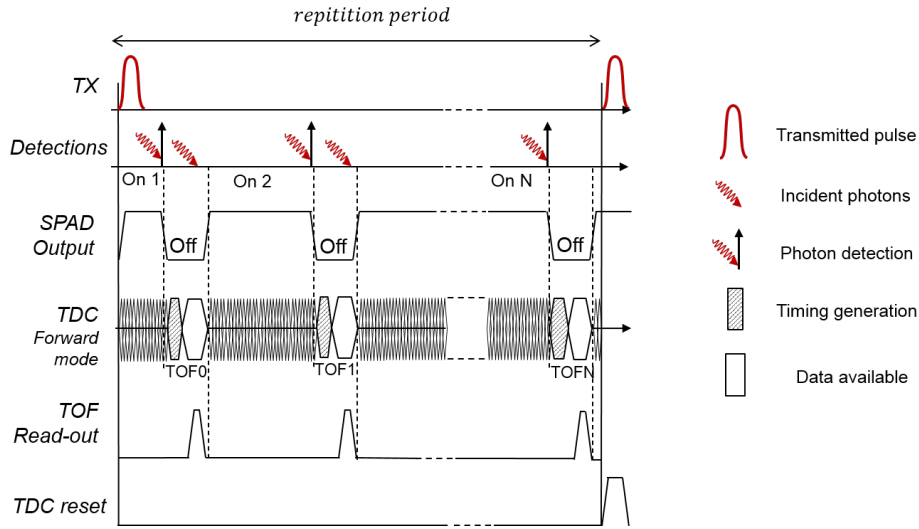 repitition period
TX
Detections
On 1
On 2
On N
SPAD
Output
Off
Off
Off
TDC
Forward
mode
TOF0
TOF1
TOFN
TOF
Read-out
TDC reset
Transmitted pulse
Incident photons
Photon detection
Timing generation
Data available